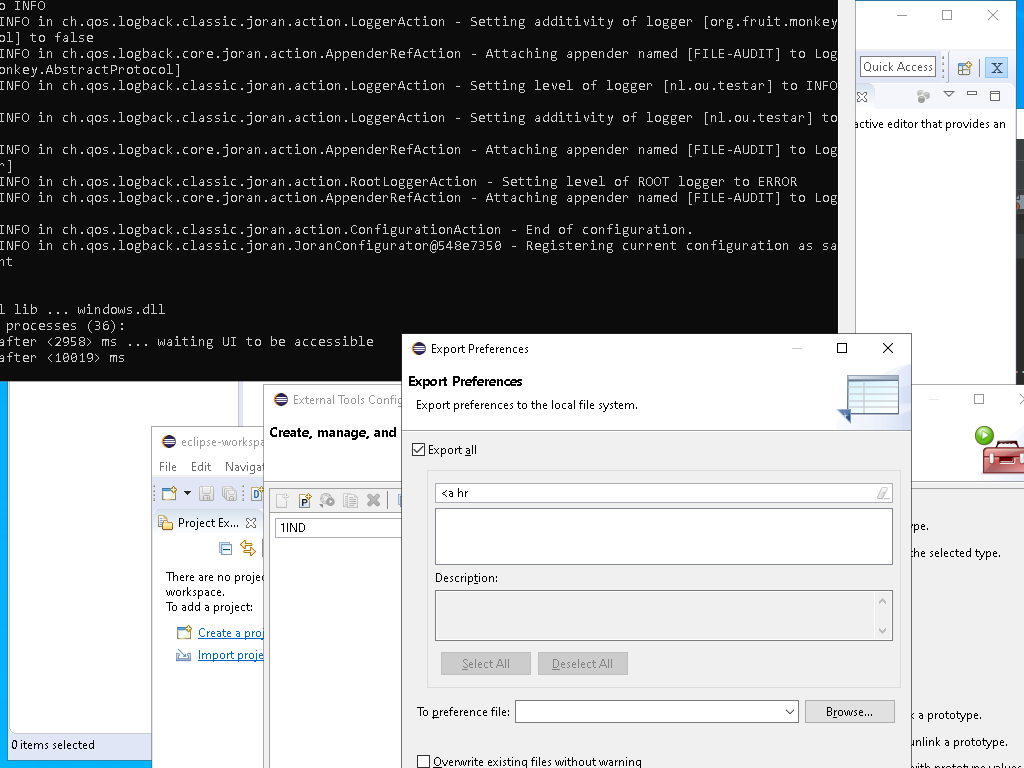 o INFO
INFO in ch.qos.logback.classic.joran.action.LoggerAction - Setting additivity of logger [org.fruit.monkey
ol] to false
INFO in ch.qos.logback.core.joran.action.AppenderRefAction - Attaching appender named [FILE-AUDIT] to Log
onkey.AbstractProtocol]
INFO in ch.qos.logback.classic.joran.action.LoggerAction - Setting level of logger [nl.ou.testar] to INFO
INFO in ch.qos.logback.classic.joran.action.LoggerAction - Setting additivity of logger [nl.ou.testar] to
INFO in ch.qos.logback.core.joran.action.AppenderRefAction - Attaching appender named [FILE-AUDIT] to Log
r]
INFO in ch.qos.logback.classic.joran.action.RootLoggerAction - Setting level of ROOT logger to ERROR
INFO in ch.qos.logback.core.joran.action.AppenderRefAction - Attaching appender named [FILE-AUDIT] to Log
INFO in ch.qos.logback.classic.joran.action.ConfigurationAction - End of configuration.
INFO in ch.qos.logback.classic.joran.JoranConfigurator@548e7350 - Registering current configuration as sa
nt
l lib ... windows.dll
processes (36):
after <2958> ms ... waiting UI to be accessible
after <10019> ms
Quick Access
active editor that provides an
Export Preferences
Export Preferences
Export preferences to the local file system.
Export all
<a hr
Description:
Select All
Deselect All
To preference file:
Browse...
Overwrite existing files without warning
External Tools Config
Create, manage, and
1IND
ype.
the selected type.
k a prototype.
unlink a prototype.
with prototype values
eclipse-workspa
File Edit Navigat
Project Ex...
There are no projec
workspace.
To add a project:
Create a proj
Import proje
0 items selected